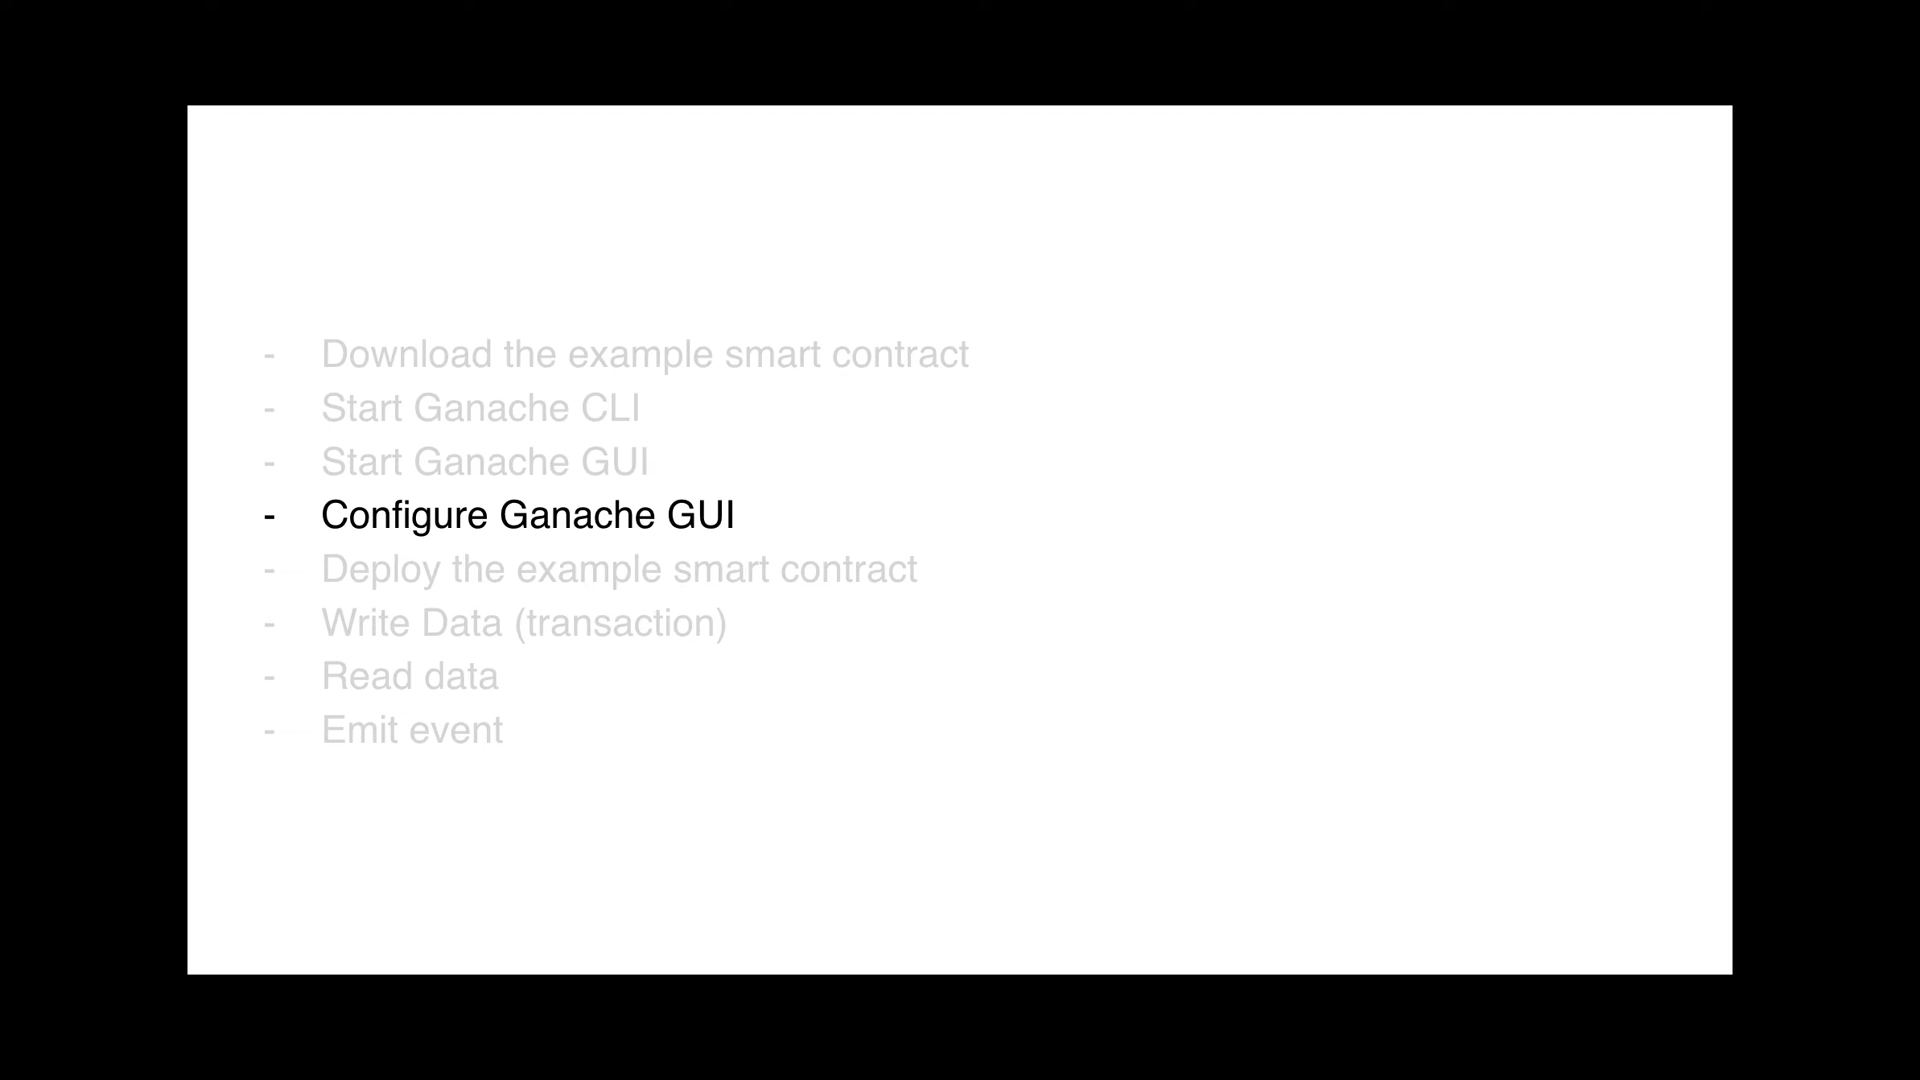 - Download the example smart contract
- Start Ganache CLI
- Start Ganache GUI
- Configure Ganache GUI
- Deploy the example smart contract
- Write Data (transaction)
- Read data
- Emit event